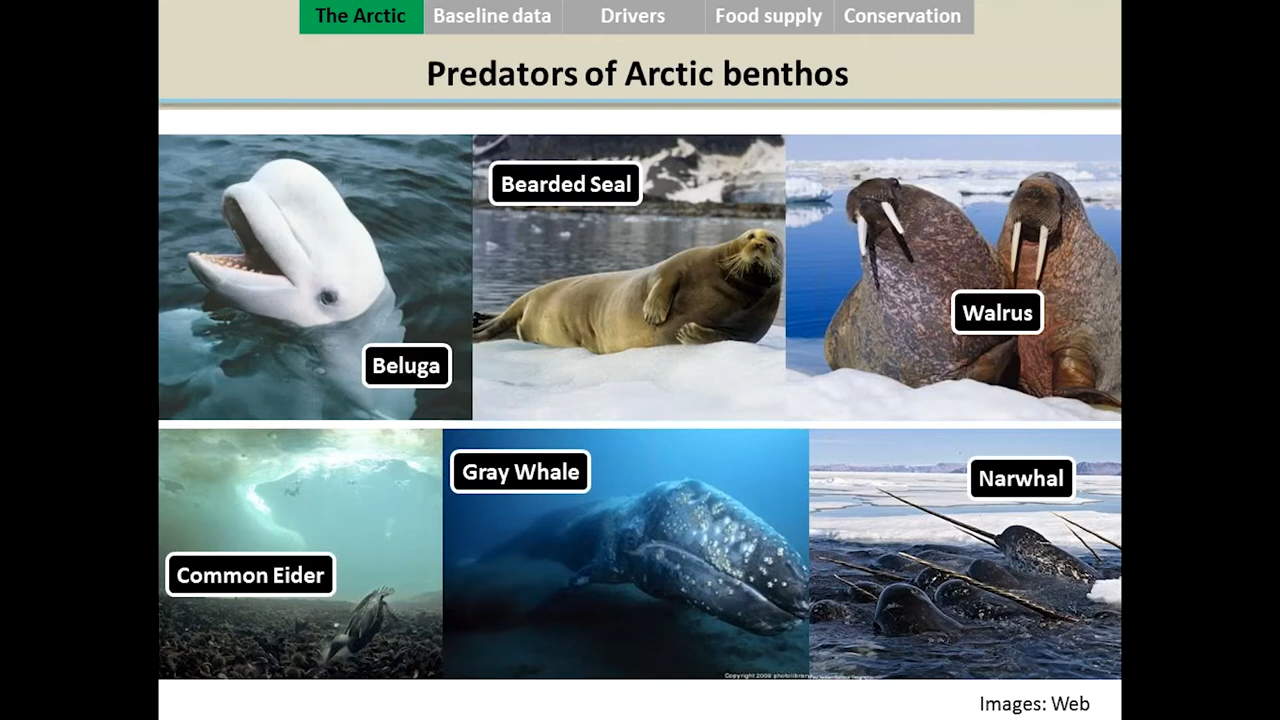 The Arctic
Baseline data
Drivers
Food supply
Conservation
Predators of Arctic benthos
Beluga
Bearded Seal
Walrus
Common Eider
Gray Whale
Narwhal
Images: Web